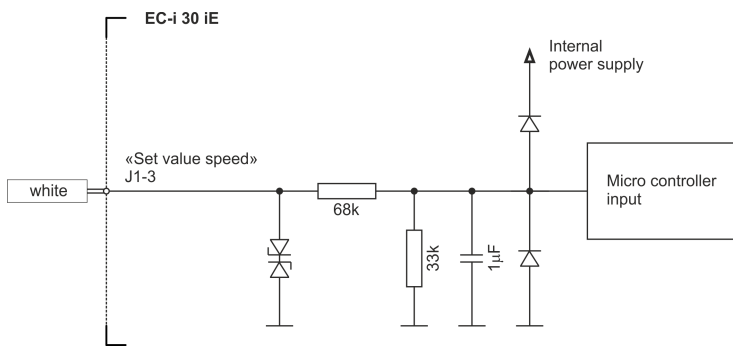 EC-i 30 iE
Internal
power supply
«Set value speed»
J1-3
white
68k
33k
1µF
Micro controller
input